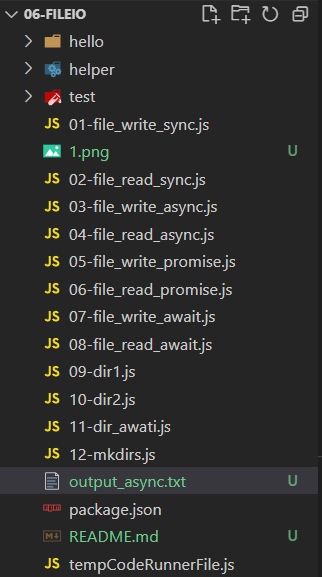 06-FILEIO
hello
helper
test
JS 01-file_write_sync.js
1.png U
JS 02-file_read_sync.js
JS 03-file_write_async.js
JS 04-file_read_async.js
JS 05-file_write_promise.js
JS 06-file_read_promise.js
JS 07-file_write_await.js
JS 08-file_read_await.js
JS 09-dir1.js
JS 10-dir2.js
JS 11-dir_awati.js
JS 12-mkdirs.js
output_async.txt U
package.json
README.md U
JS tempCodeRunnerFile.js